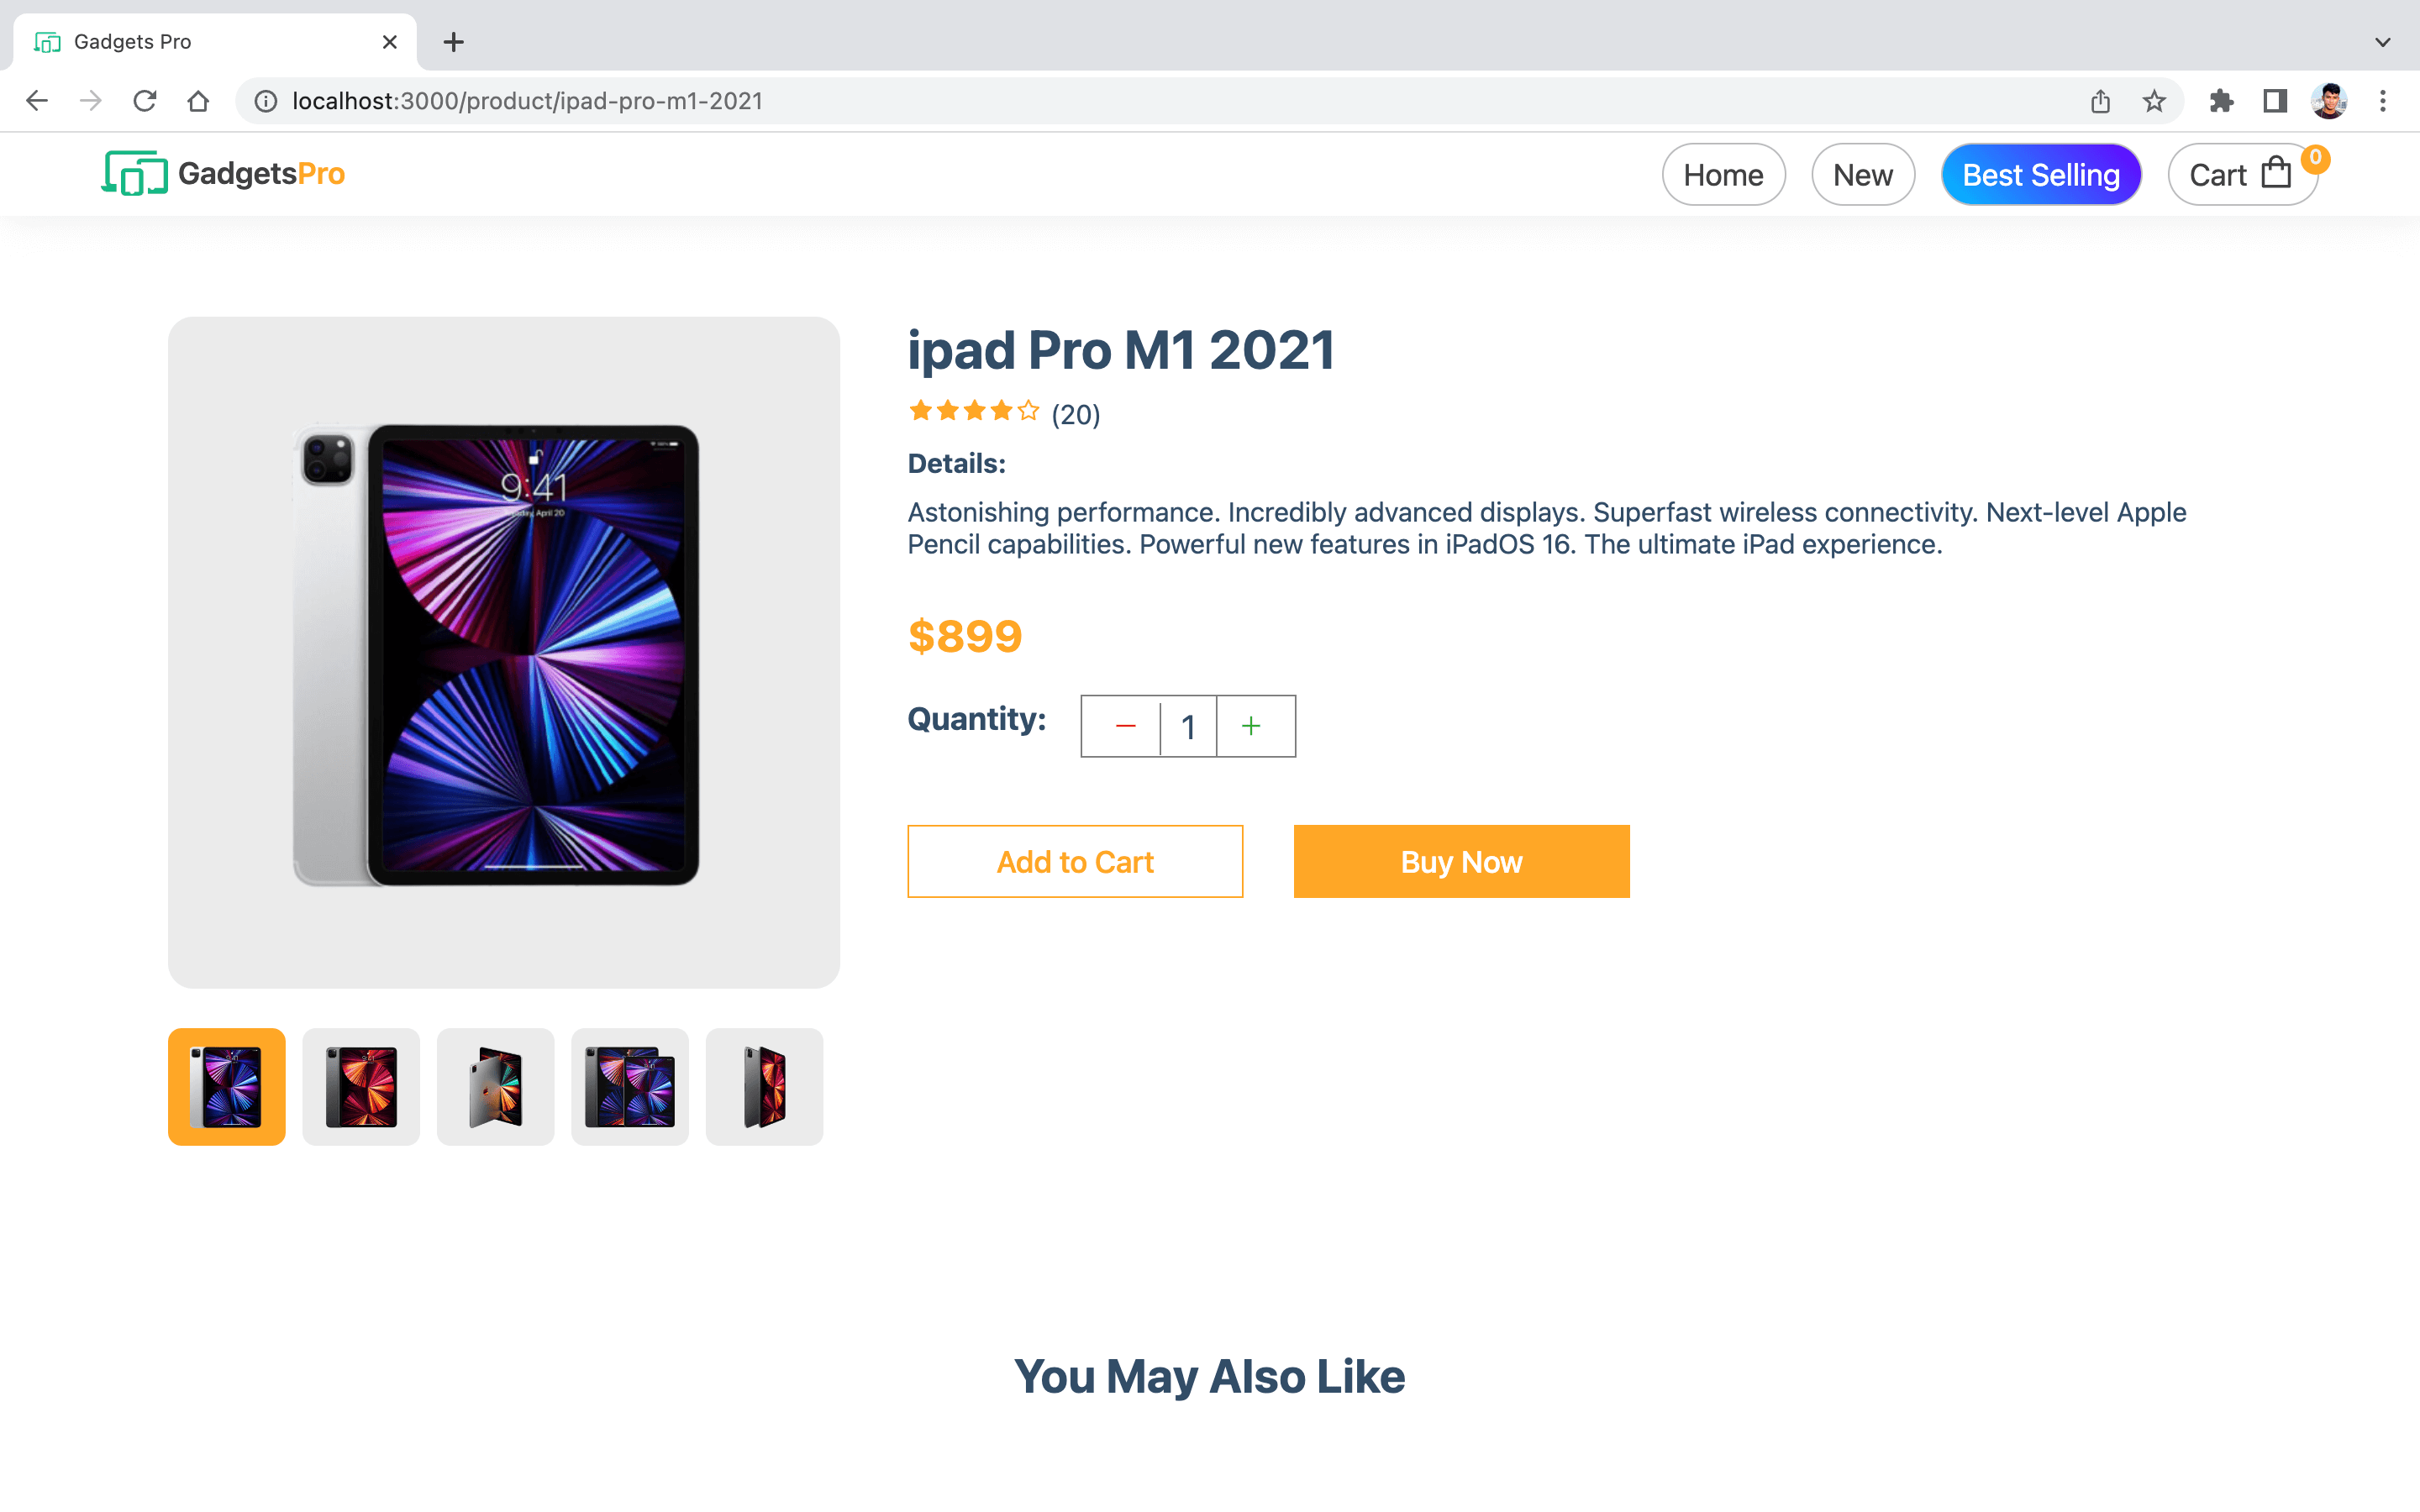 Gadgets Pro
localhost:3000/product/ipad-pro-m1-2021
GadgetsPro
Home
New
Best Selling
Cart
0
ipad Pro M1 2021
(20)
Details:
Astonishing performance. Incredibly advanced displays. Superfast wireless connectivity. Next-level Apple
Pencil capabilities. Powerful new features in iPadOS 16. The ultimate iPad experience.
$899
Quantity:
− 1 +
Add to Cart
Buy Now
9:41
April 20
You May Also Like